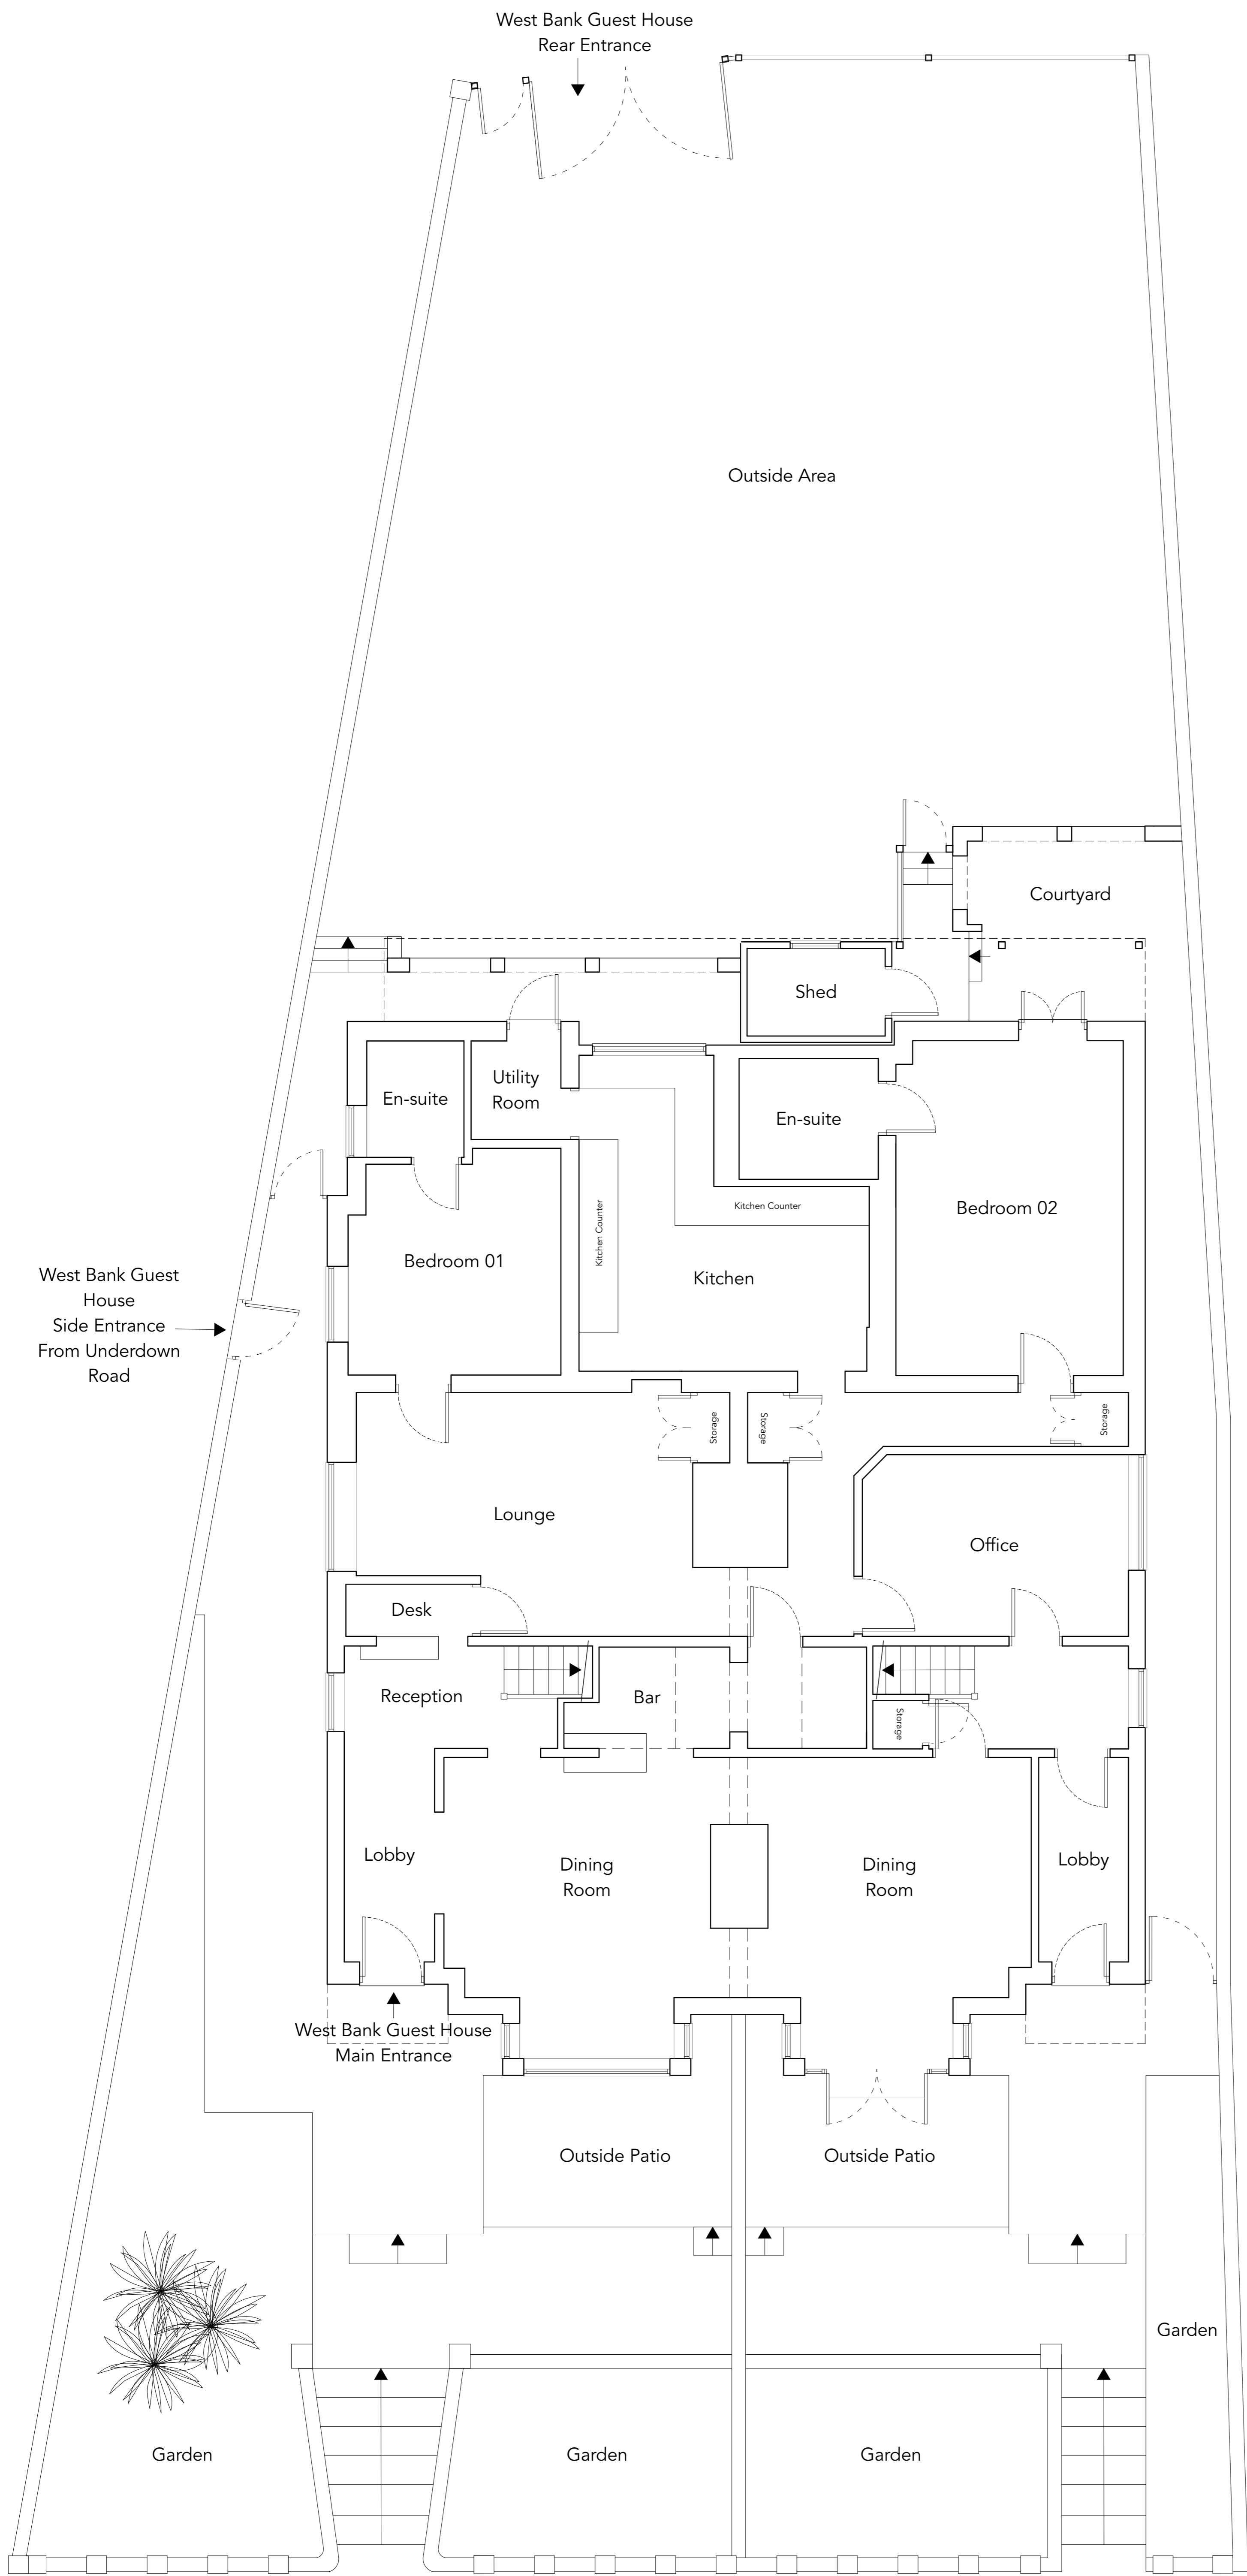 West Bank Guest House
Rear Entrance
Outside Area
Courtyard
Shed
Utility
Room
En-suite
En-suite
Kitchen Counter
Kitchen Counter
Bedroom 02
Bedroom 01
Kitchen
West Bank Guest
House
Side Entrance
From Underdown
Road
Storage
Storage
Storage
Lounge
Office
Desk
Reception
Bar
Storage
Lobby
Dining
Room
Dining
Room
Lobby
West Bank Guest House
Main Entrance
Outside Patio
Outside Patio
Garden
Garden
Garden
Garden